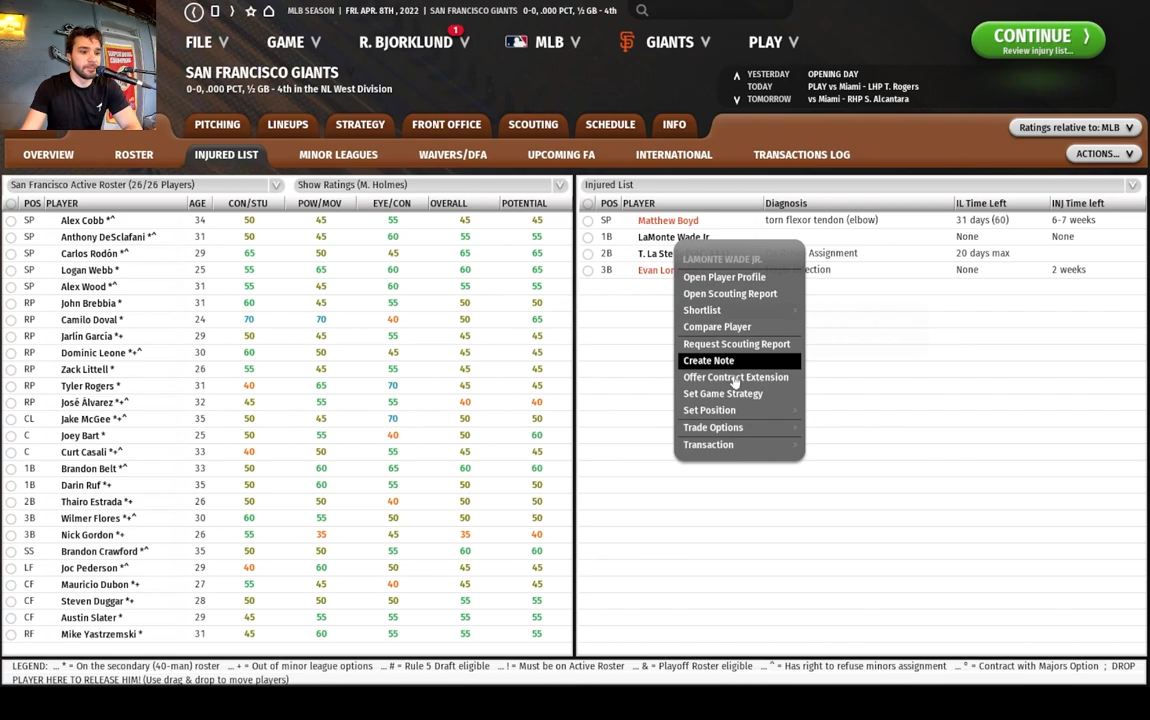 MLB SEASON | FRI. APR. 8TH , 2022 | SAN FRANCISCO GIANTS 0-0, .000 PCT, ½ GB - 4th
FILE GAME R. BJORKLUND 1 MLB GIANTS PLAY
CONTINUE
Review injury list...
SAN FRANCISCO GIANTS
0-0, .000 PCT, ½ GB - 4th in the NL West Division
YESTERDAY OPENING DAY
TODAY PLAY vs Miami - LHP T. Rogers
TOMORROW vs Miami - RHP S. Alcantara
PITCHING LINEUPS STRATEGY FRONT OFFICE SCOUTING SCHEDULE INFO
Ratings relative to: MLB
OVERVIEW ROSTER INJURED LIST MINOR LEAGUES WAIVERS/DFA UPCOMING FA INTERNATIONAL TRANSACTIONS LOG
ACTIONS...
San Francisco Active Roster (26/26 Players) Show Ratings (M. Holmes)
POS PLAYER AGE CON/STU POW/MOV EYE/CON OVERALL POTENTIAL
SP Alex Cobb *^ 34 50 45 55 45 45
SP Anthony DeSclafani *^ 31 50 45 60 55 55
SP Carlos Rodón *^ 29 65 50 45 65 65
SP Logan Webb * 25 55 65 60 60 65
SP Alex Wood *^ 31 55 45 60 55 55
RP John Brebbia * 31 60 45 55 50 50
RP Camilo Doval * 24 70 70 40 50 65
RP Jarlín García *+ 29 50 45 55 45 45
RP Dominic Leone *+^ 30 60 50 45 45 45
RP Zack Littell * 26 55 45 55 45 45
RP Tyler Rogers * 31 40 65 70 45 45
RP José Álvarez *+^ 32 45 55 55 40 40
CL Jake McGee *+^ 35 50 45 70 50 50
C Joey Bart * 25 50 55 40 50 60
C Curt Casali *+^ 33 40 50 55 45 45
1B Brandon Belt *^ 33 50 60 65 60 60
1B Darin Ruf *+ 35 50 60 55 50 50
2B Thairo Estrada *+ 26 50 50 40 50 50
3B Wilmer Flores *+^ 30 60 55 50 50 50
3B Nick Gordon *+ 26 55 35 45 35 40
SS Brandon Crawford *^ 35 50 50 55 60 60
LF Joc Pederson *^ 29 40 60 50 45 45
CF Mauricio Dubon *+ 27 55 45 40 45 45
CF Steven Duggar *+ 28 50 50 50 55 55
CF Austin Slater * 29 45 55 55 55 55
RF Mike Yastrzemski * 31 45 60 55 55 55
Injured List
POS PLAYER Diagnosis IL Time Left INJ Time left
SP Matthew Boyd torn flexor tendon (elbow) 31 days (60) 6-7 weeks
1B LaMonte Wade Jr. None None
2B T. La Ste Assignment 20 days max
3B Evan Lon ection None 2 weeks
LAMONTE WADE JR.
Open Player Profile
Open Scouting Report
Shortlist
Compare Player
Request Scouting Report
Create Note
Offer Contract Extension
Set Game Strategy
Set Position
Trade Options
Transaction
LEGEND: ... * = On the secondary (40-man) roster ... + = Out of minor league options ... # = Rule 5 Draft eligible ... ! = Must be on Active Roster ... & = Playoff Roster eligible ... ^ = Has right to refuse minors assignment ... ° = Contract with Majors Option ; DROP
PLAYER HERE TO RELEASE HIM! (Use drag & drop to move players)